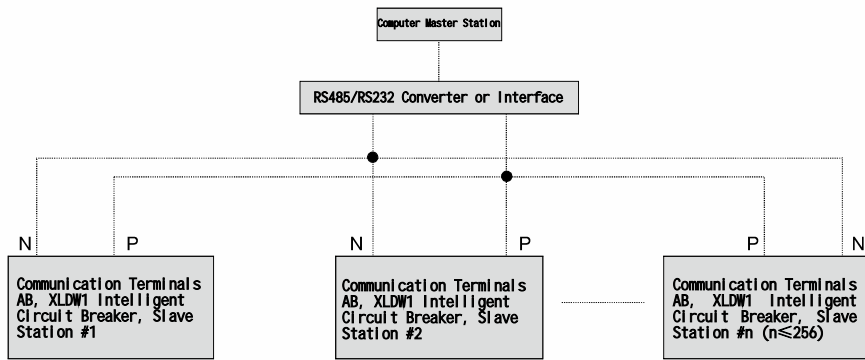 Computer Master Station
RS485/RS232 Converter or Interface
N
P
N
P
P
N
Communication Terminals
AB, XLDW1 Intelligent
Circuit Breaker, Slave
Station #1
Communication Terminals
AB, XLDW1 Intelligent
Circuit Breaker, Slave
Station #2
Communication Terminals
AB, XLDW1 Intelligent
Circuit Breaker, Slave
Station #n (n≤256)